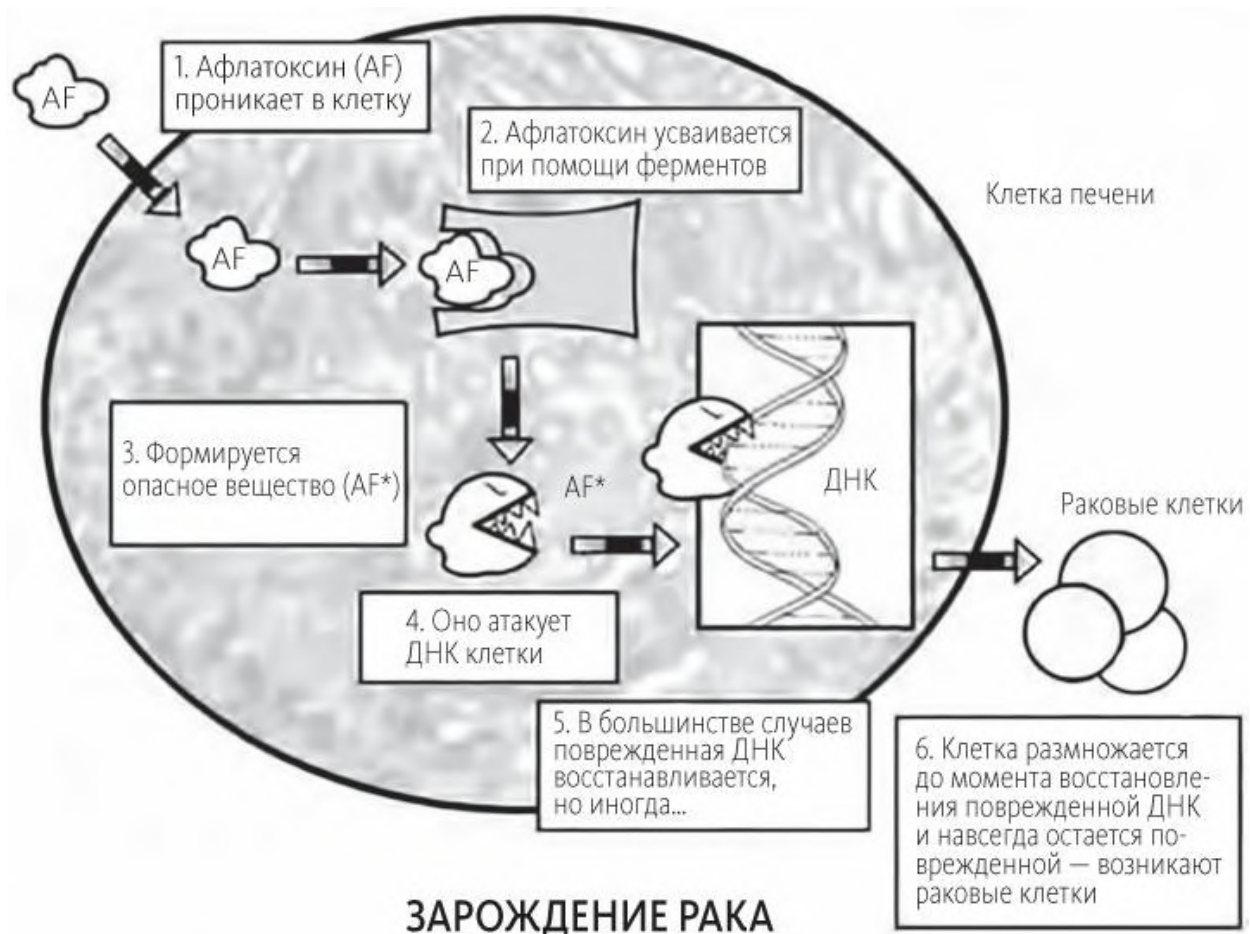 AF
1. Афлатоксин (AF)
проникает в клетку
2. Афлатоксин усваивается
при помощи ферментов
Клетка печени
AF
AF
3. Формируется
опасное вещество (AF*)
AF*
ДНК
Раковые клетки
4. Оно атакует
ДНК клетки
5. В большинстве случаев
поврежденная ДНК
восстанавливается,
но иногда...
6. Клетка размножается
до момента восстановле-
ния поврежденной ДНК
и навсегда остается по-
врежденной — возникают
раковые клетки
ЗАРОЖДЕНИЕ РАКА